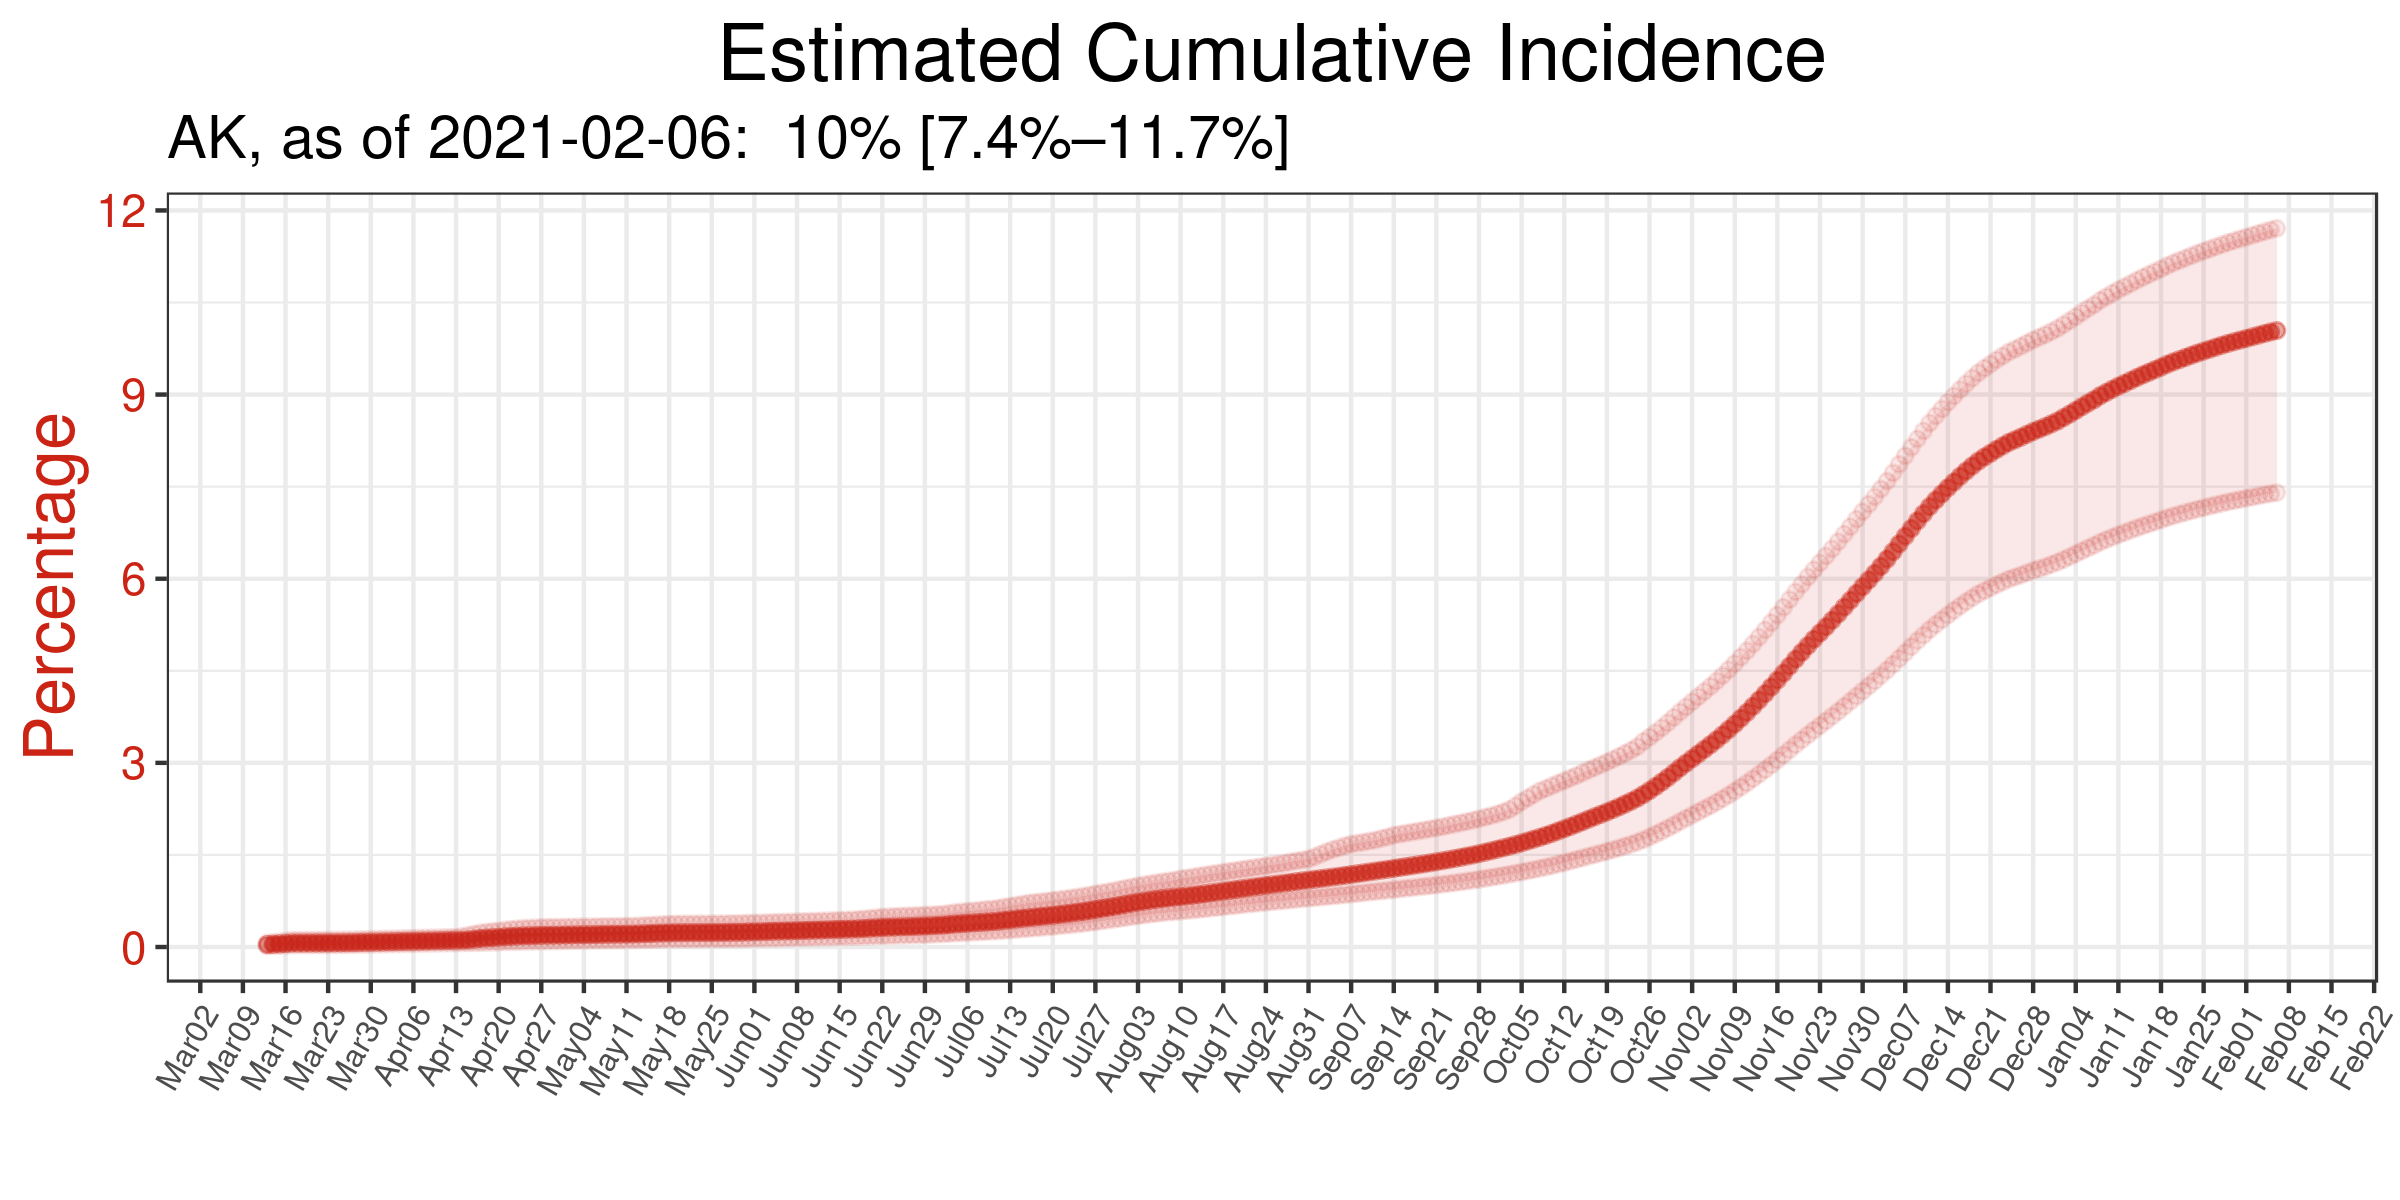 Estimated Cumulative Incidence
AK, as of 2021-02-06:  10% [7.4%–11.7%]
Percentage
12
9
6
3
0
Mar02
Mar09
Mar16
Mar23
Mar30
Apr06
Apr13
Apr20
Apr27
May04
May11
May18
May25
Jun01
Jun08
Jun15
Jun22
Jun29
Jul06
Jul13
Jul20
Jul27
Aug03
Aug10
Aug17
Aug24
Aug31
Sep07
Sep14
Sep21
Sep28
Oct05
Oct12
Oct19
Oct26
Nov02
Nov09
Nov16
Nov23
Nov30
Dec07
Dec14
Dec21
Dec28
Jan04
Jan11
Jan18
Jan25
Feb01
Feb08
Feb15
Feb22